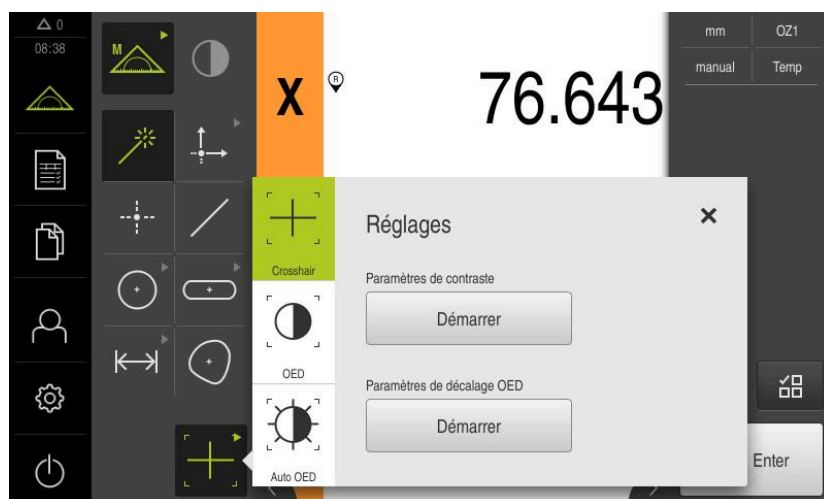 0
08:38
M
X
R
76.643
mm
OZ1
manual
Temp
Crosshair
OED
Auto OED
Réglages
Paramètres de contraste
Démarrer
Paramètres de décalage OED
Démarrer
Enter